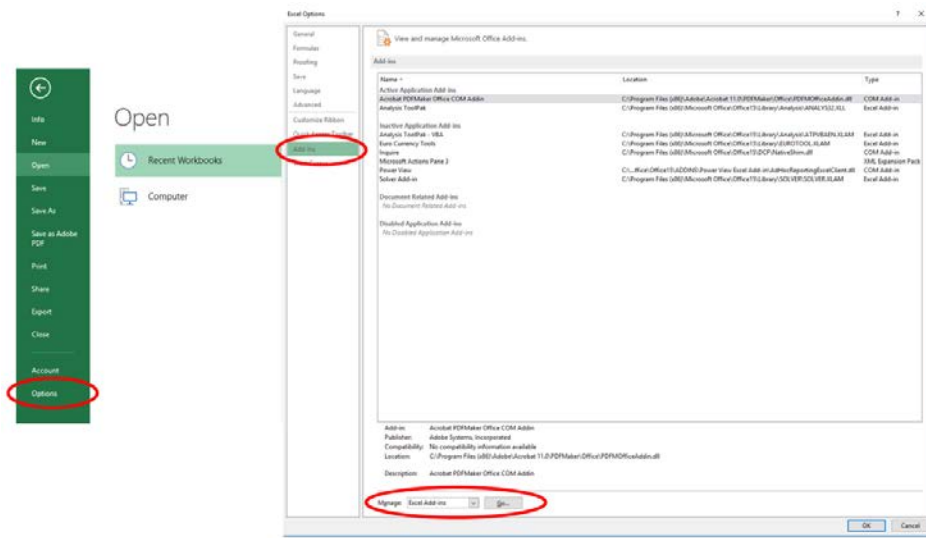 Info
New
Open
Save
Save As
Save as Adobe
PDF
Print
Share
Export
Close
Account
Options
Open
Recent Workbooks
Computer
Excel Options
?
General
Formulas
Proofing
Save
Language
Advanced
Customize Ribbon
Quick Access Toolbar
Add-Ins
View and manage Microsoft Office Add-ins.
Add-ins
Name Location Type
Active Application Add-ins
Acrobat PDFMaker Office COM Addin C:\Program Files (x86)\Adobe\Acrobat 11.0\PDFMaker\Office\PDFMOfficeAddin.dll COM Add-in
Analysis ToolPak C:\Program Files (x86)\Microsoft Office\Office15\Library\Analysis\ANALYS32.XLL Excel Add-in
Inactive Application Add-ins
Analysis ToolPak - VBA C:\Program Files (x86)\Microsoft Office\Office15\Library\Analysis\ATPVBAEN.XLAM Excel Add-in
Euro Currency Tools C:\Program Files (x86)\Microsoft Office\Office15\Library\EUROTOOL.XLAM Excel Add-in
Inquire C:\Program Files (x86)\Microsoft Office\Office15\DCF\NativeShim.dll COM Add-in
Microsoft Actions Pane 3 XML Expansion Pack
Power View C:\...ffice\Office15\ADDINS\Power View Excel Add-in\AdHocReportingExcelClient.dll COM Add-in
Solver Add-in C:\Program Files (x86)\Microsoft Office\Office15\Library\SOLVER\SOLVER.XLAM Excel Add-in
Document Related Add-ins
No Document Related Add-ins
Disabled Application Add-ins
No Disabled Application Add-ins
Add-in: Acrobat PDFMaker Office COM Addin
Publisher: Adobe Systems, Incorporated
Compatibility: No compatibility information available
Location: C:\Program Files (x86)\Adobe\Acrobat 11.0\PDFMaker\Office\PDFMOfficeAddin.dll
Description: Acrobat PDFMaker Office COM Addin
Manage: Excel Add-ins Go...
OK Cancel